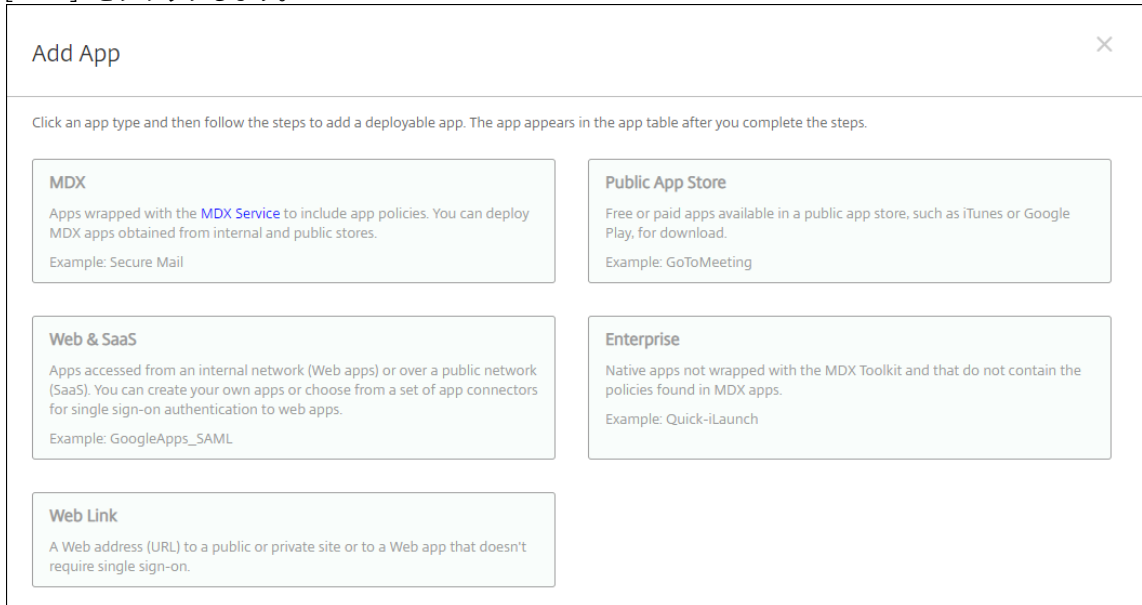 Add App
Click an app type and then follow the steps to add a deployable app. The app appears in the app table after you complete the steps.
MDX
Apps wrapped with the MDX Service to include app policies. You can deploy
MDX apps obtained from internal and public stores.
Example: Secure Mail
Public App Store
Free or paid apps available in a public app store, such as iTunes or Google
Play, for download.
Example: GoToMeeting
Web & SaaS
Apps accessed from an internal network (Web apps) or over a public network
(SaaS). You can create your own apps or choose from a set of app connectors
for single sign-on authentication to web apps.
Example: GoogleApps_SAML
Enterprise
Native apps not wrapped with the MDX Toolkit and that do not contain the
policies found in MDX apps.
Example: Quick-iLaunch
Web Link
A Web address (URL) to a public or private site or to a Web app that doesn't
require single sign-on.